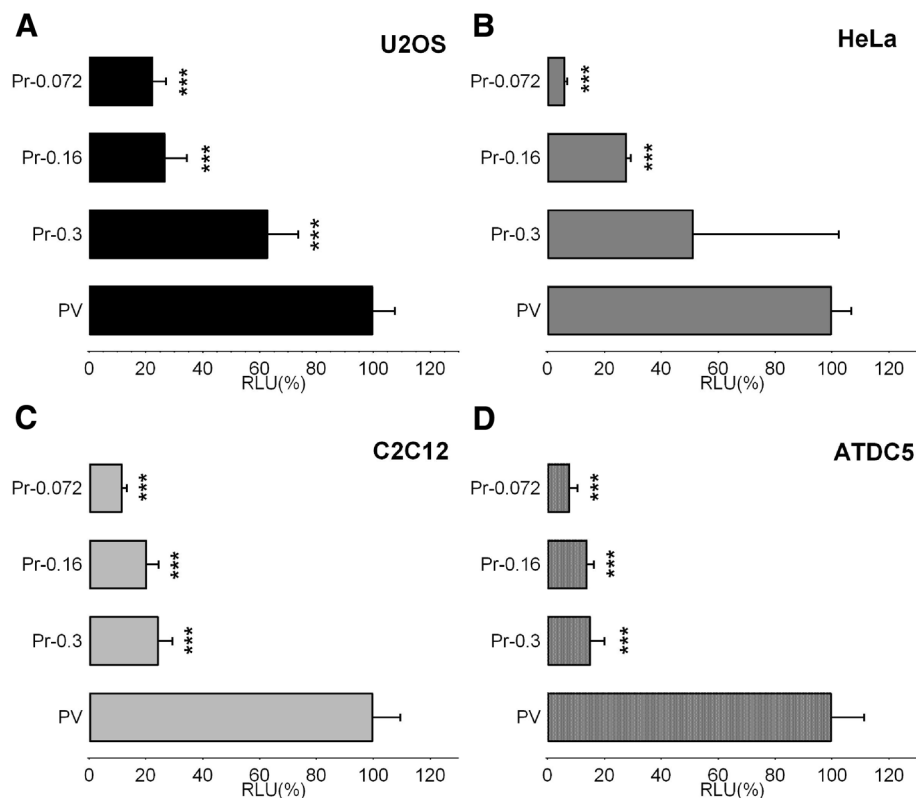 A
U2OS
Pr-0.072
***
Pr-0.16
***
Pr-0.3
***
PV
0 20 40 60 80 100 120
RLU(%)
B
HeLa
Pr-0.072
***
Pr-0.16
***
Pr-0.3
PV
0 20 40 60 80 100 120
RLU(%)
C
C2C12
Pr-0.072
***
Pr-0.16
***
Pr-0.3
***
PV
0 20 40 60 80 100 120
RLU(%)
D
ATDC5
Pr-0.072
***
Pr-0.16
***
Pr-0.3
***
PV
0 20 40 60 80 100 120
RLU(%)